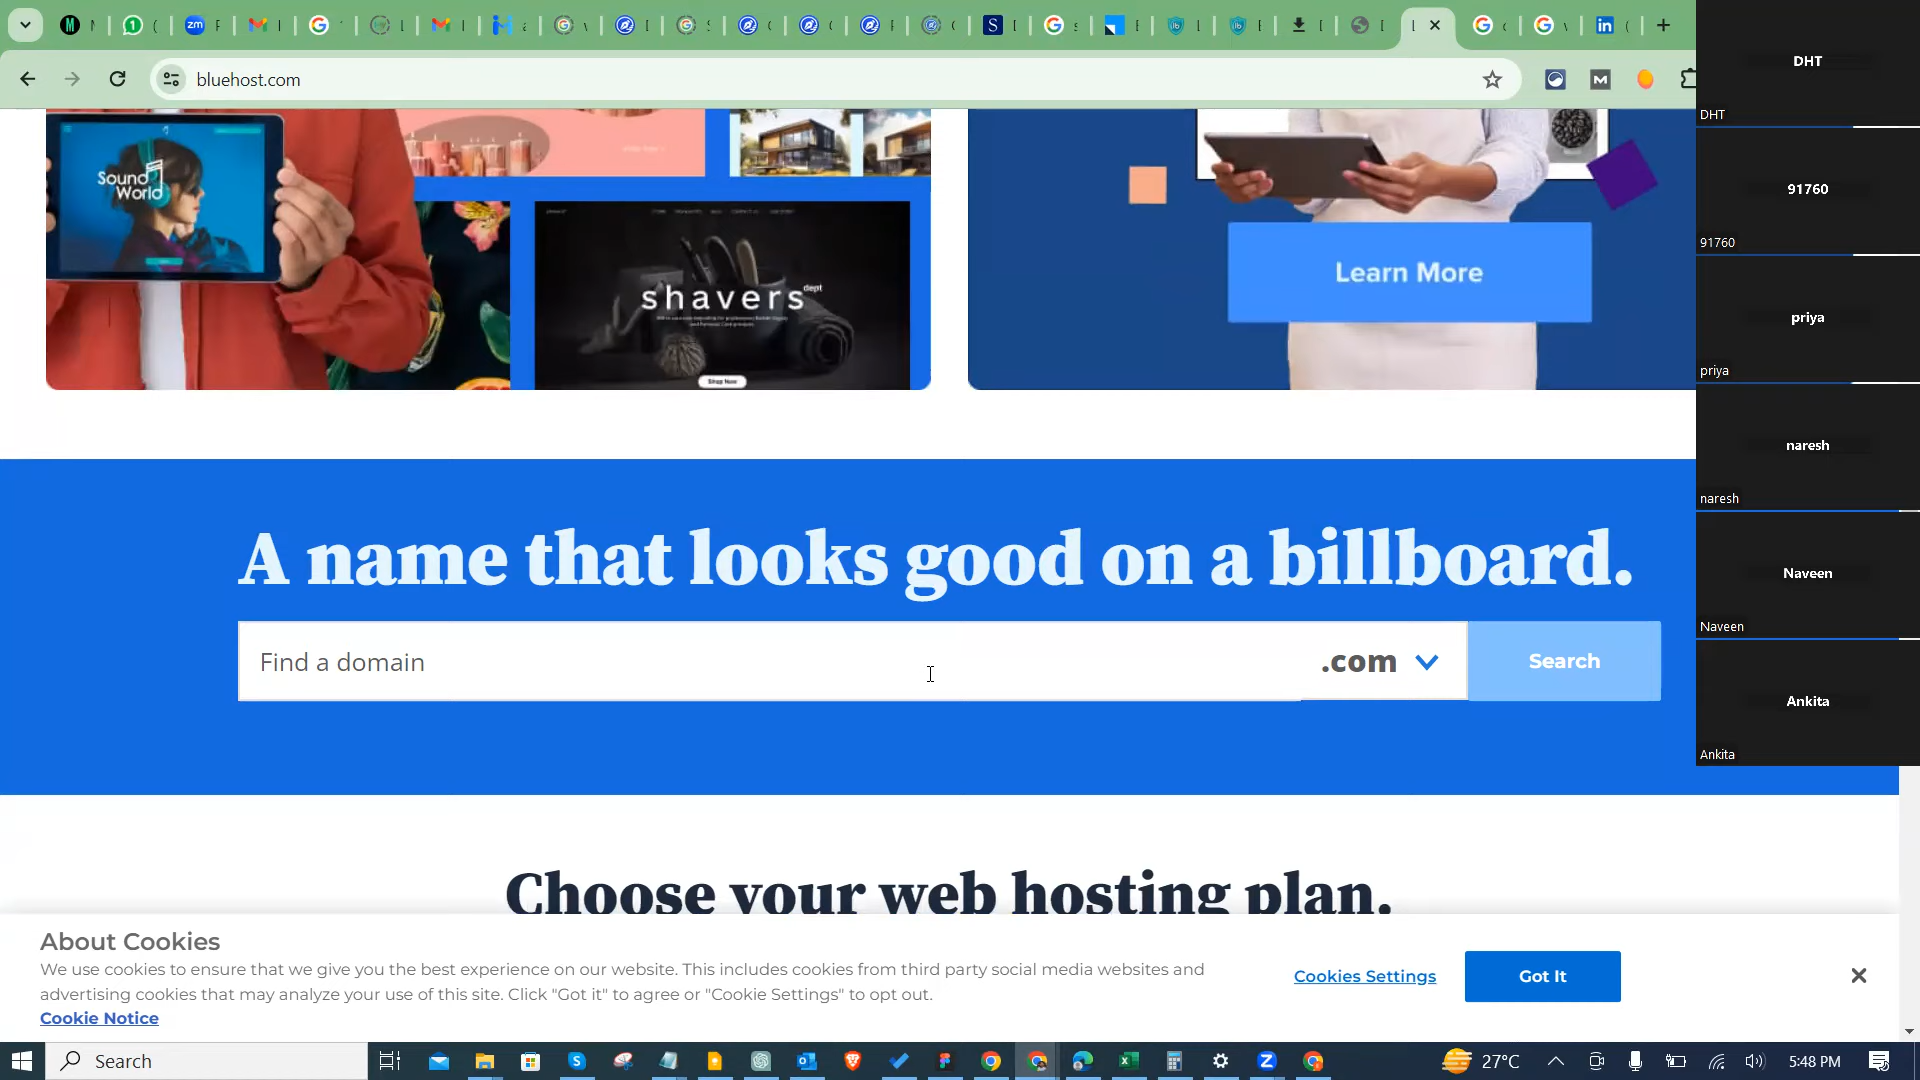 bluehost.com
DHT
DHT
91760
91760
priya
priya
naresh
naresh
Naveen
Naveen
Ankita
Ankita
Sound
World
shavers dept
Shop Now
Learn More
A name that looks good on a billboard.
Find a domain
.com
Search
Choose your web hosting plan.
About Cookies
We use cookies to ensure that we give you the best experience on our website. This includes cookies from third party social media websites and
advertising cookies that may analyze your use of this site. Click "Got it" to agree or "Cookie Settings" to opt out.
Cookie Notice
Cookies Settings
Got It
Search
27°C
5:48 PM